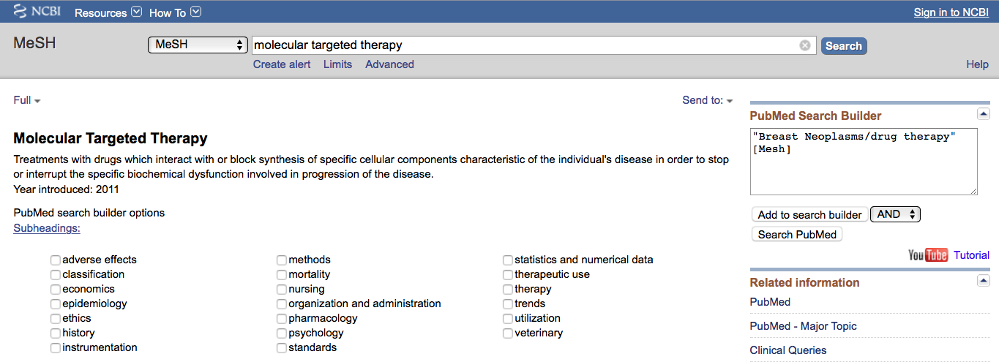 NCBI Resources How To Sign in to NCBI
MeSH MeSH molecular targeted therapy Search
Create alert Limits Advanced Help
Full Send to:
Molecular Targeted Therapy
Treatments with drugs which interact with or block synthesis of specific cellular components characteristic of the individual's disease in order to stop
or interrupt the specific biochemical dysfunction involved in progression of the disease.
Year introduced: 2011
PubMed search builder options
Subheadings:
adverse effects
classification
economics
epidemiology
ethics
history
instrumentation
methods
mortality
nursing
organization and administration
pharmacology
psychology
standards
statistics and numerical data
therapeutic use
therapy
trends
utilization
veterinary
PubMed Search Builder
"Breast Neoplasms/drug therapy"
[Mesh]
Add to search builder AND
Search PubMed
YouTube Tutorial
Related information
PubMed
PubMed - Major Topic
Clinical Queries